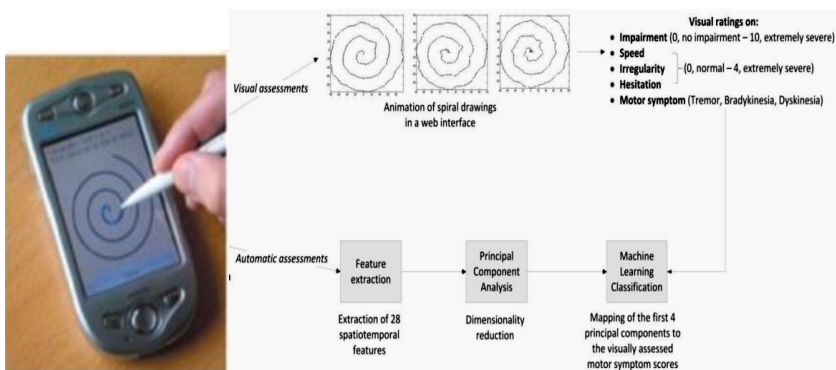 Visual assessments
Animation of spiral drawings
in a web interface
Visual ratings on:
• Impairment (0, no impairment – 10, extremely severe)
• Speed
• Irregularity
• Hesitation
(0, normal – 4, extremely severe)
• Motor symptom (Tremor, Bradykinesia, Dyskinesia)
Automatic assessments
Feature
extraction
Extraction of 28
spatiotemporal
features
Principal
Component
Analysis
Dimensionality
reduction
Machine
Learning
Classification
Mapping of the first 4
principal components to
the visually assessed
motor symptom scores